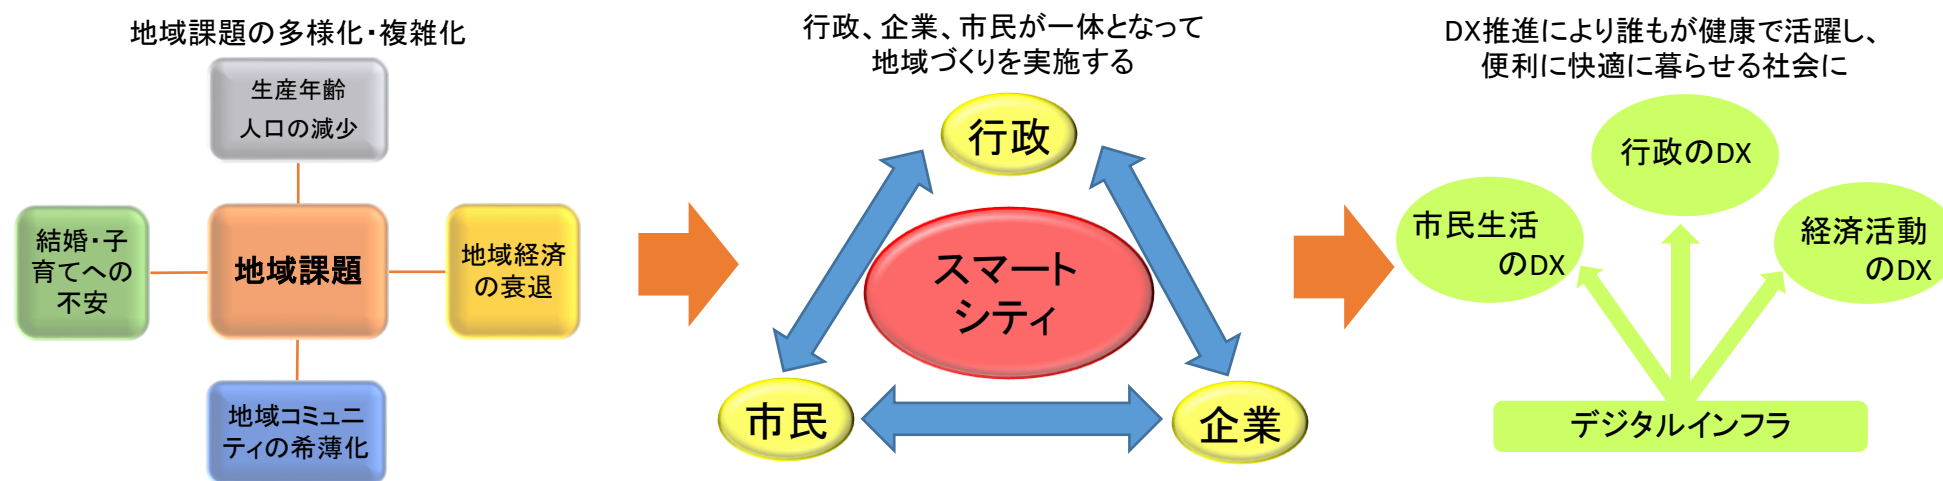 地域課題の多様化・複雑化
生産年齢
人口の減少
結婚・子
育てへの
不安
地域課題
地域経済
の衰退
地域コミュニ
ティの希薄化
行政、企業、市民が一体となって
地域づくりを実施する
行政
スマート
シティ
市民
企業
DX推進により誰もが健康で活躍し、
便利に快適に暮らせる社会に
行政のDX
市民生活
のDX
経済活動
のDX
デジタルインフラ